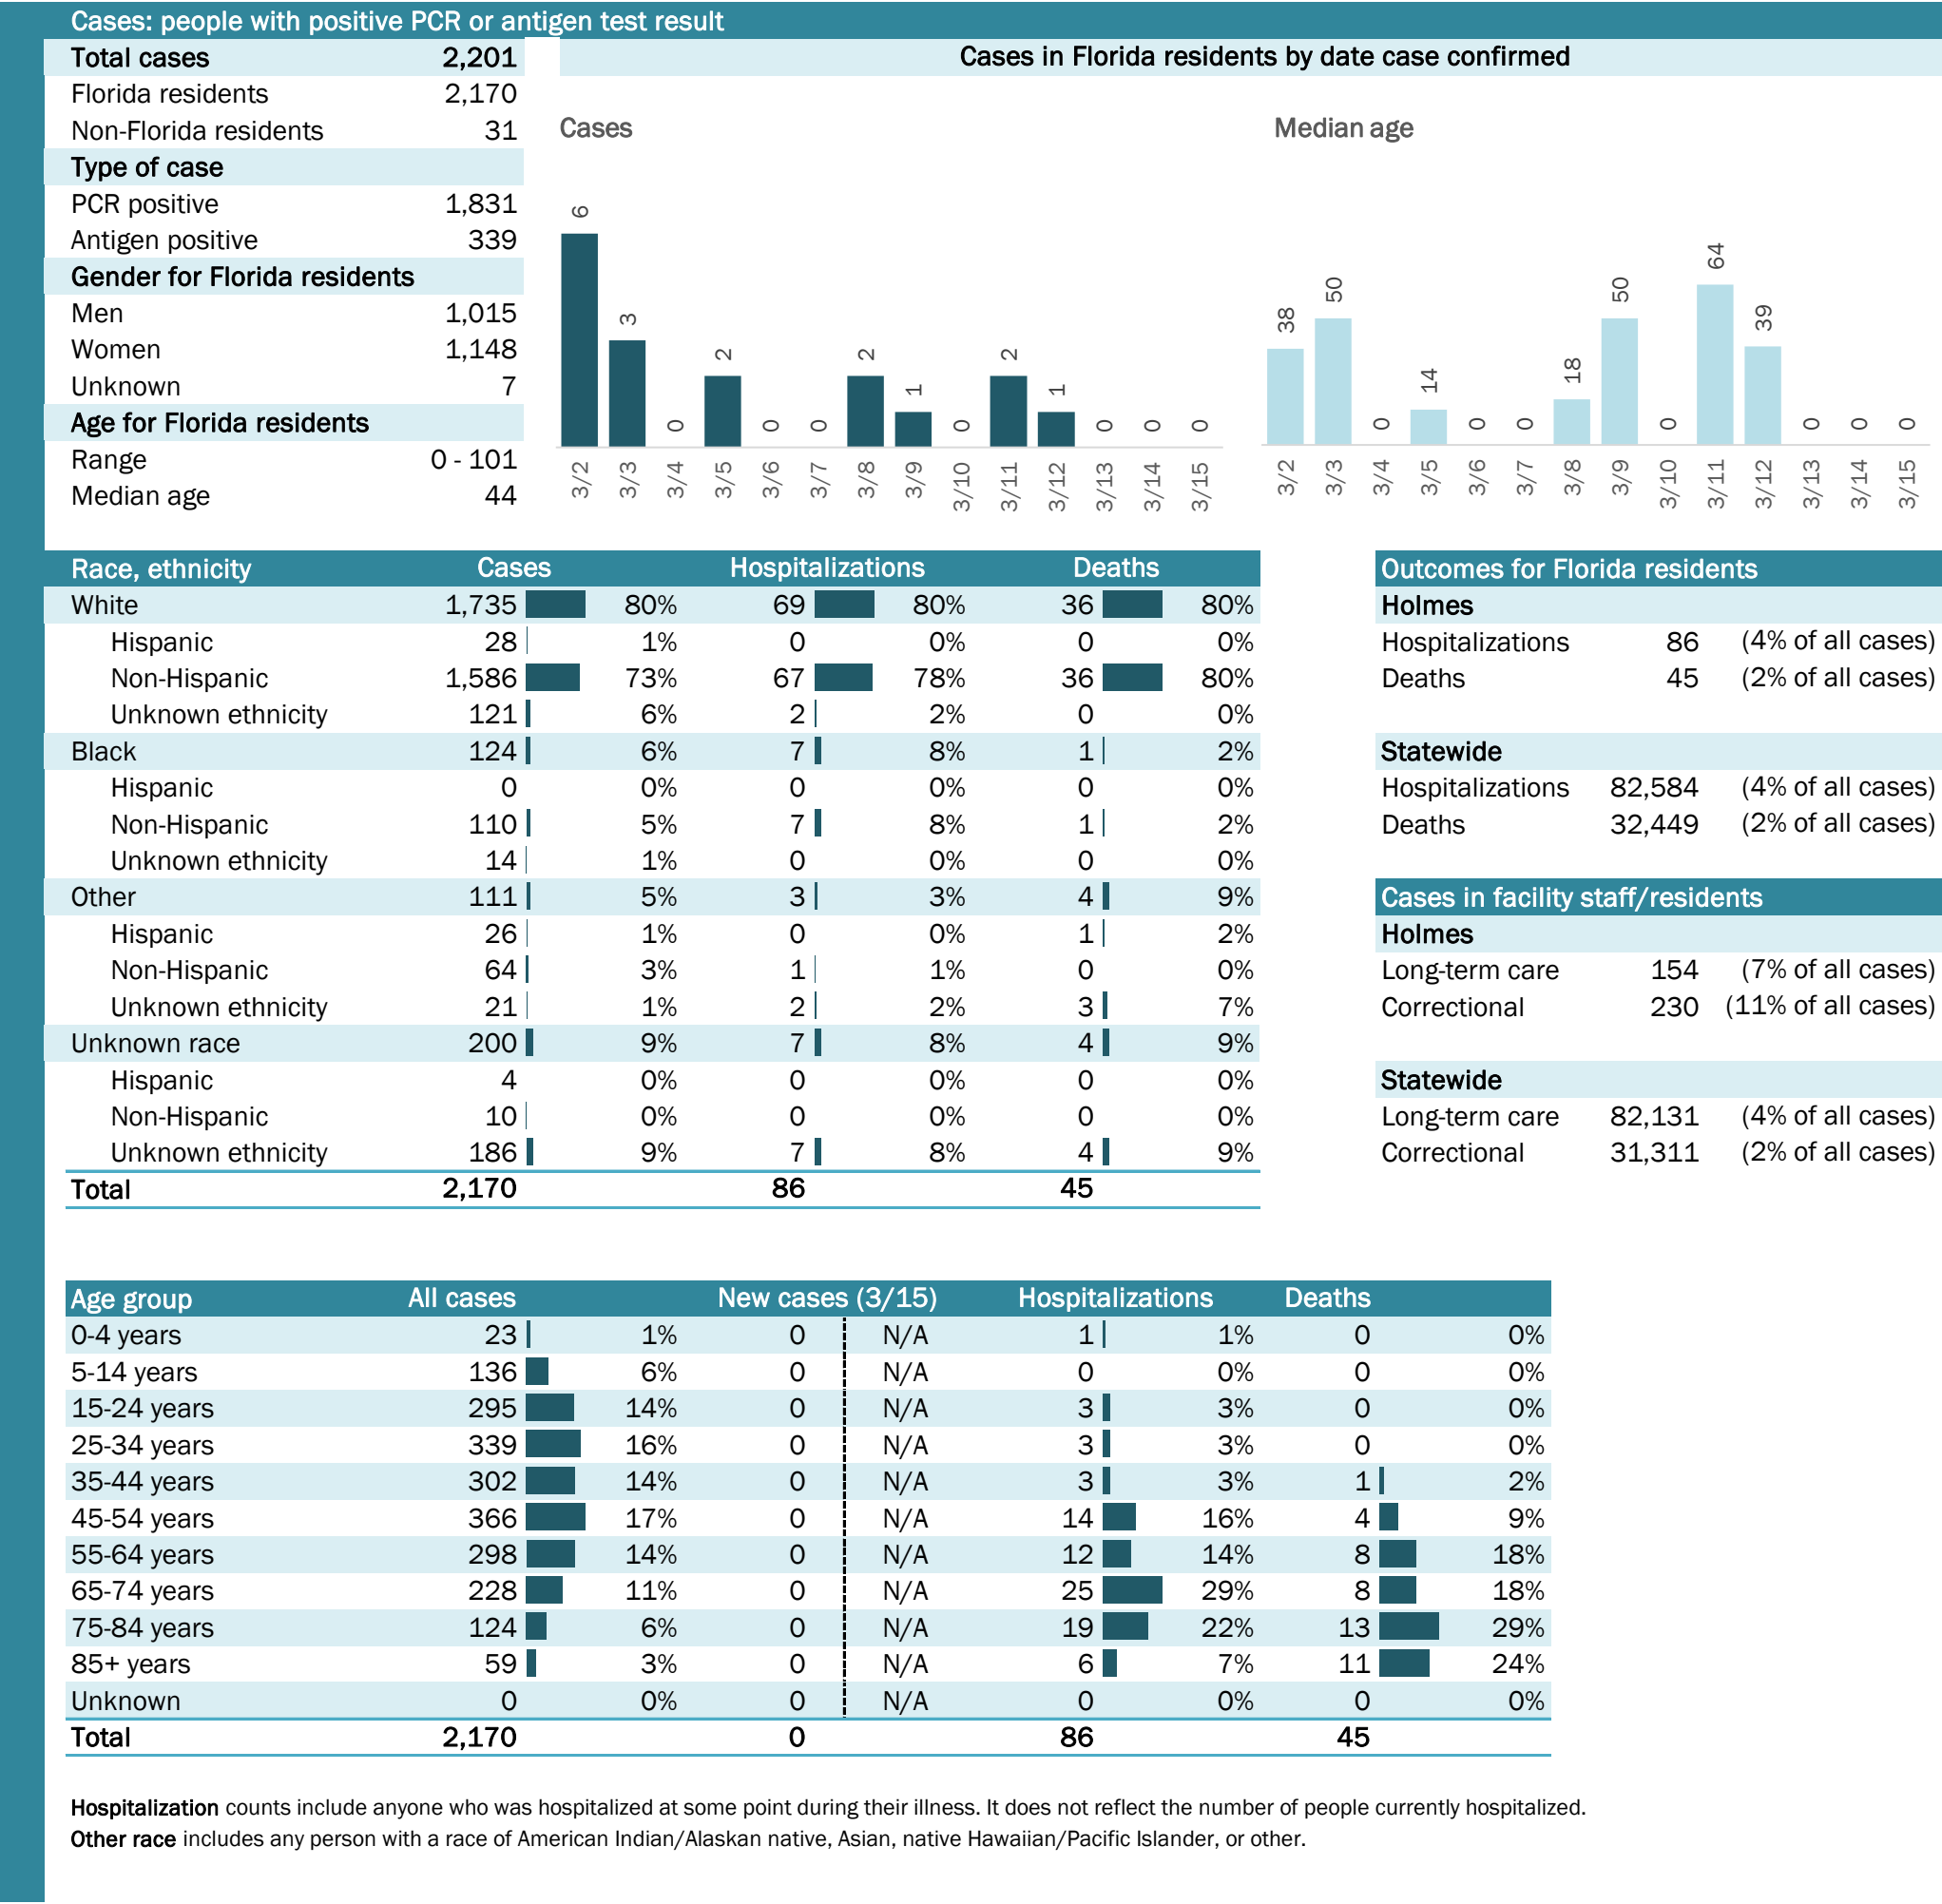 Cases: people with positive PCR or antigen test result
Total cases 2,201
Florida residents 2,170
Non-Florida residents 31
Type of case
PCR positive 1,831
Antigen positive 339
Gender for Florida residents
Men 1,015
Women 1,148
Unknown 7
Age for Florida residents
Range 0 - 101
Median age 44
Cases in Florida residents by date case confirmed
Cases
6 3 0 2 0 0 2 1 0 2 1 0 0 0
3/2 3/3 3/4 3/5 3/6 3/7 3/8 3/9 3/10 3/11 3/12 3/13 3/14 3/15
Median age
38 50 0 14 0 0 18 50 0 64 39 0 0 0
3/2 3/3 3/4 3/5 3/6 3/7 3/8 3/9 3/10 3/11 3/12 3/13 3/14 3/15
Race, ethnicity Cases Hospitalizations Deaths
White 1,735 80% 69 80% 36 80%
Hispanic 28 1% 0 0% 0 0%
Non-Hispanic 1,586 73% 67 78% 36 80%
Unknown ethnicity 121 6% 2 2% 0 0%
Black 124 6% 7 8% 1 2%
Hispanic 0 0% 0 0% 0 0%
Non-Hispanic 110 5% 7 8% 1 2%
Unknown ethnicity 14 1% 0 0% 0 0%
Other 111 5% 3 3% 4 9%
Hispanic 26 1% 0 0% 1 2%
Non-Hispanic 64 3% 1 1% 0 0%
Unknown ethnicity 21 1% 2 2% 3 7%
Unknown race 200 9% 7 8% 4 9%
Hispanic 4 0% 0 0% 0 0%
Non-Hispanic 10 0% 0 0% 0 0%
Unknown ethnicity 186 9% 7 8% 4 9%
Total 2,170 86 45
Outcomes for Florida residents
Holmes
Hospitalizations 86 (4% of all cases)
Deaths 45 (2% of all cases)
Statewide
Hospitalizations 82,584 (4% of all cases)
Deaths 32,449 (2% of all cases)
Cases in facility staff/residents
Holmes
Long-term care 154 (7% of all cases)
Correctional 230 (11% of all cases)
Statewide
Long-term care 82,131 (4% of all cases)
Correctional 31,311 (2% of all cases)
Age group All cases New cases (3/15) Hospitalizations Deaths
0-4 years 23 1% 0 N/A 1 1% 0 0%
5-14 years 136 6% 0 N/A 0 0% 0 0%
15-24 years 295 14% 0 N/A 3 3% 0 0%
25-34 years 339 16% 0 N/A 3 3% 0 0%
35-44 years 302 14% 0 N/A 3 3% 1 2%
45-54 years 366 17% 0 N/A 14 16% 4 9%
55-64 years 298 14% 0 N/A 12 14% 8 18%
65-74 years 228 11% 0 N/A 25 29% 8 18%
75-84 years 124 6% 0 N/A 19 22% 13 29%
85+ years 59 3% 0 N/A 6 7% 11 24%
Unknown 0 0% 0 N/A 0 0% 0 0%
Total 2,170 0 86 45
Hospitalization counts include anyone who was hospitalized at some point during their illness. It does not reflect the number of people currently hospitalized.
Other race includes any person with a race of American Indian/Alaskan native, Asian, native Hawaiian/Pacific Islander, or other.